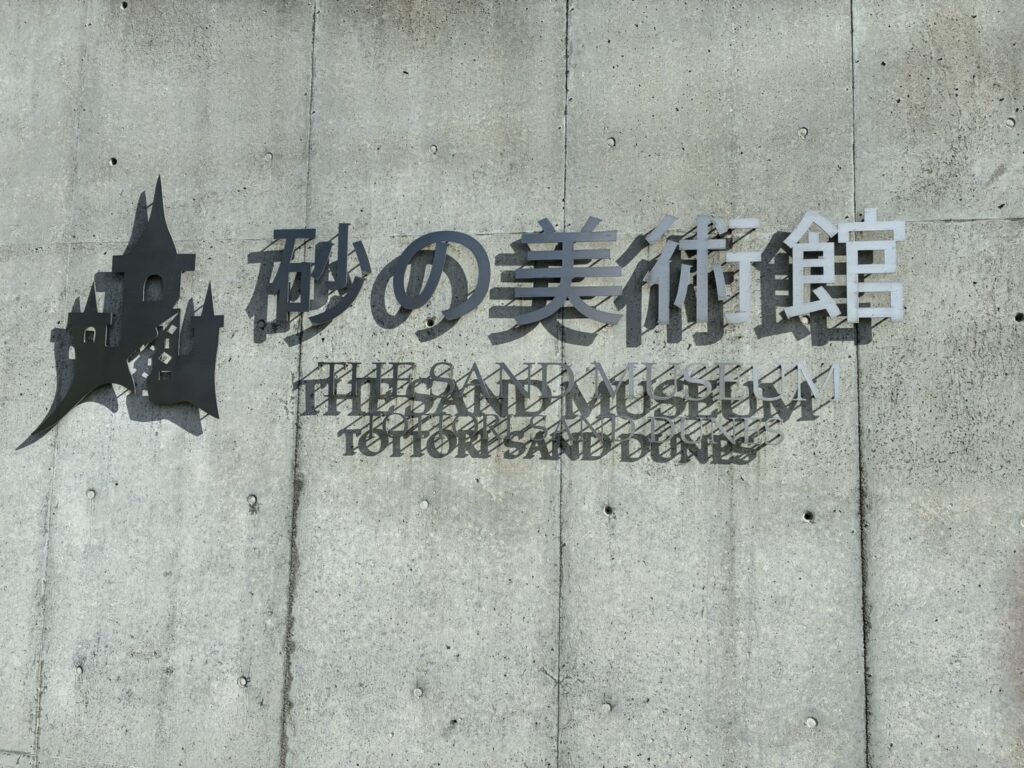 砂の美術館
THE SAND MUSEUM
TOTTORI SAND DUNES